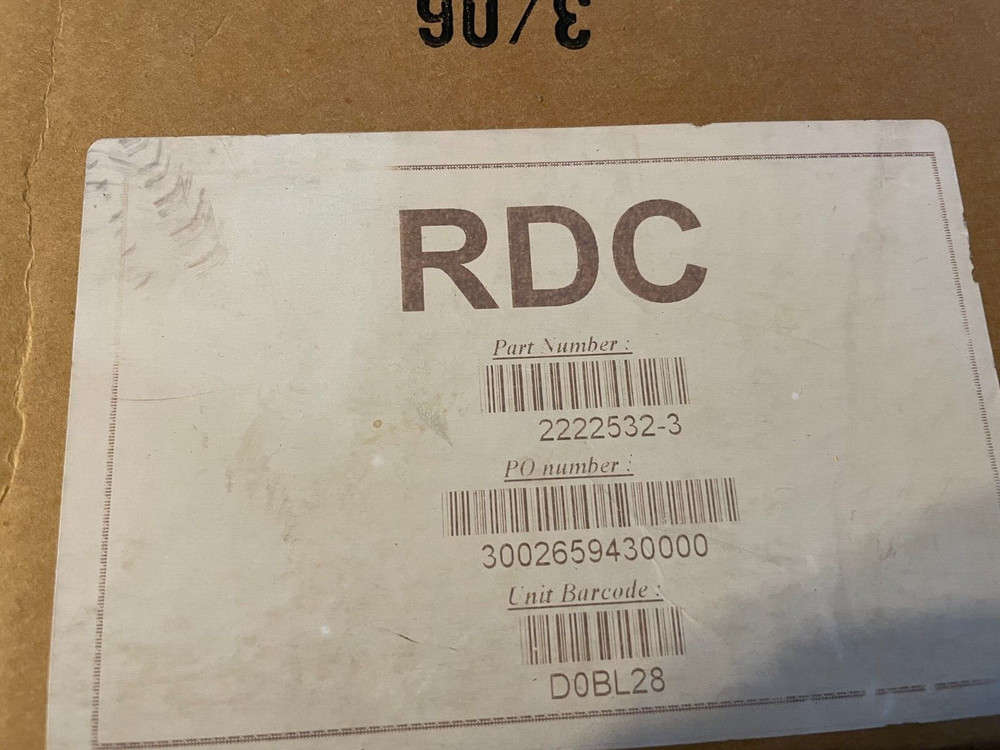 3/06
RDC
Part Number :
2222532-3
PO number :
3002659430000
Unit Barcode :
D0BL28